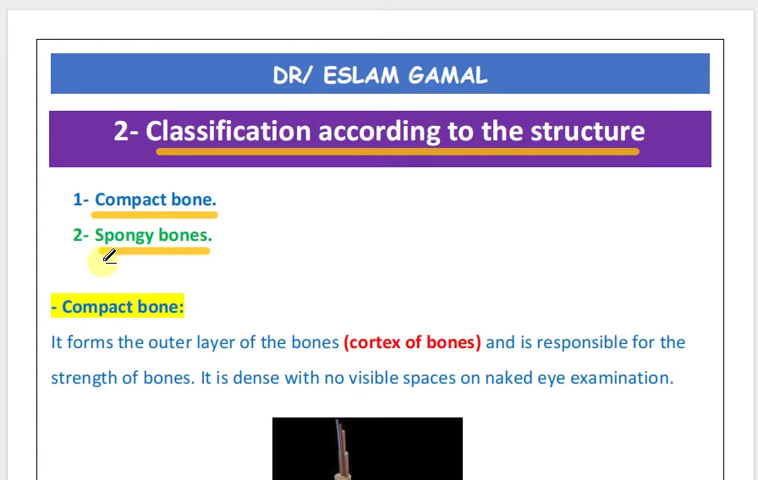 DR/ ESLAM GAMAL
2- Classification according to the structure
1- Compact bone.
2- Spongy bones.
- Compact bone:
It forms the outer layer of the bones (cortex of bones) and is responsible for the
strength of bones. It is dense with no visible spaces on naked eye examination.